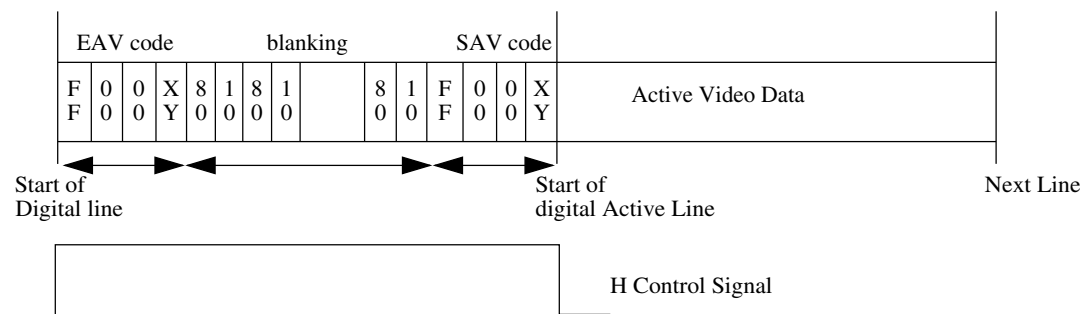 EAV code blanking SAV code
F 0 0 X 8 1 8 1 8 1 F 0 0 X
F 0 0 Y 0 0 0 0 0 0 F 0 0 Y
Active Video Data
Start of
Digital line
Start of
digital Active Line
Next Line
H Control Signal